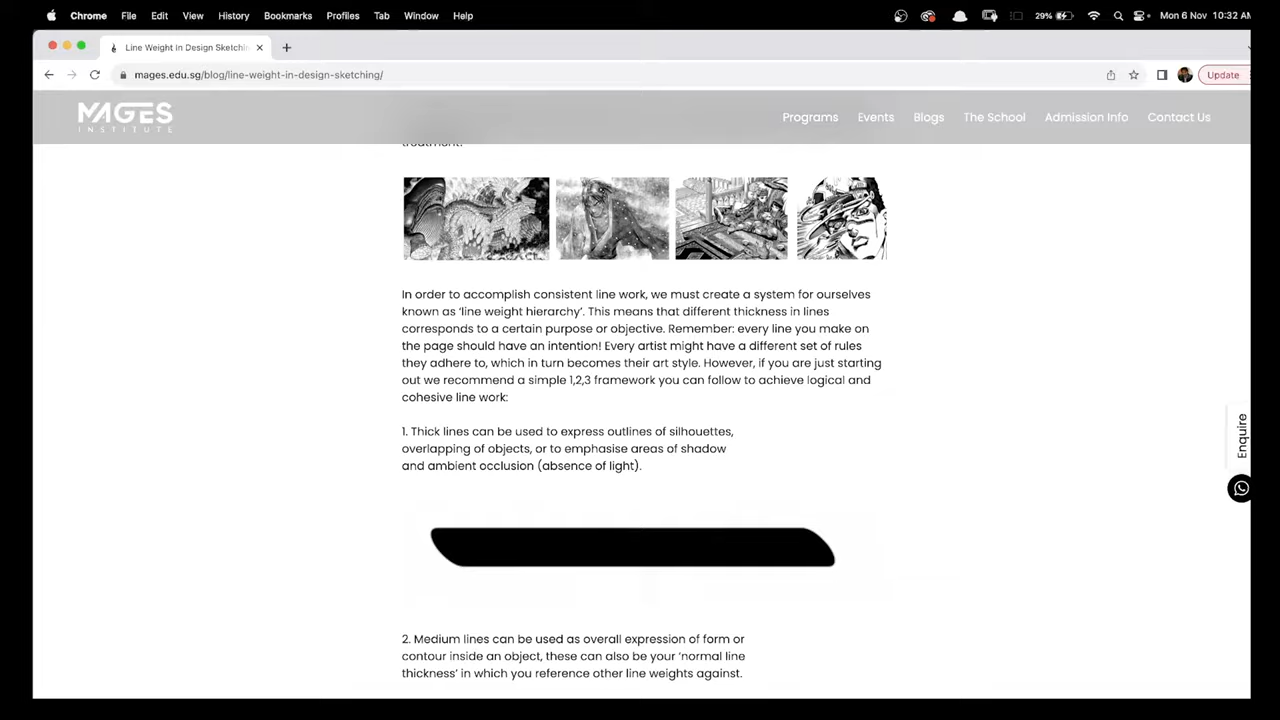 Chrome File Edit View History Bookmarks Profiles Tab Window Help 29% Mon 6 Nov 10:32 AM
Line Weight In Design Sketchin
mages.edu.sg/blog/line-weight-in-design-sketching/ Update
MAGES
INSTITUTE
Programs Events Blogs The School Admission Info Contact Us
treatment.
In order to accomplish consistent line work, we must create a system for ourselves
known as ‘line weight hierarchy’. This means that different thickness in lines
corresponds to a certain purpose or objective. Remember: every line you make on
the page should have an intention! Every artist might have a different set of rules
they adhere to, which in turn becomes their art style. However, if you are just starting
out we recommend a simple 1,2,3 framework you can follow to achieve logical and
cohesive line work:
Enquire
1. Thick lines can be used to express outlines of silhouettes,
overlapping of objects, or to emphasise areas of shadow
and ambient occlusion (absence of light).
2. Medium lines can be used as overall expression of form or
contour inside an object, these can also be your ‘normal line
thickness’ in which you reference other line weights against.